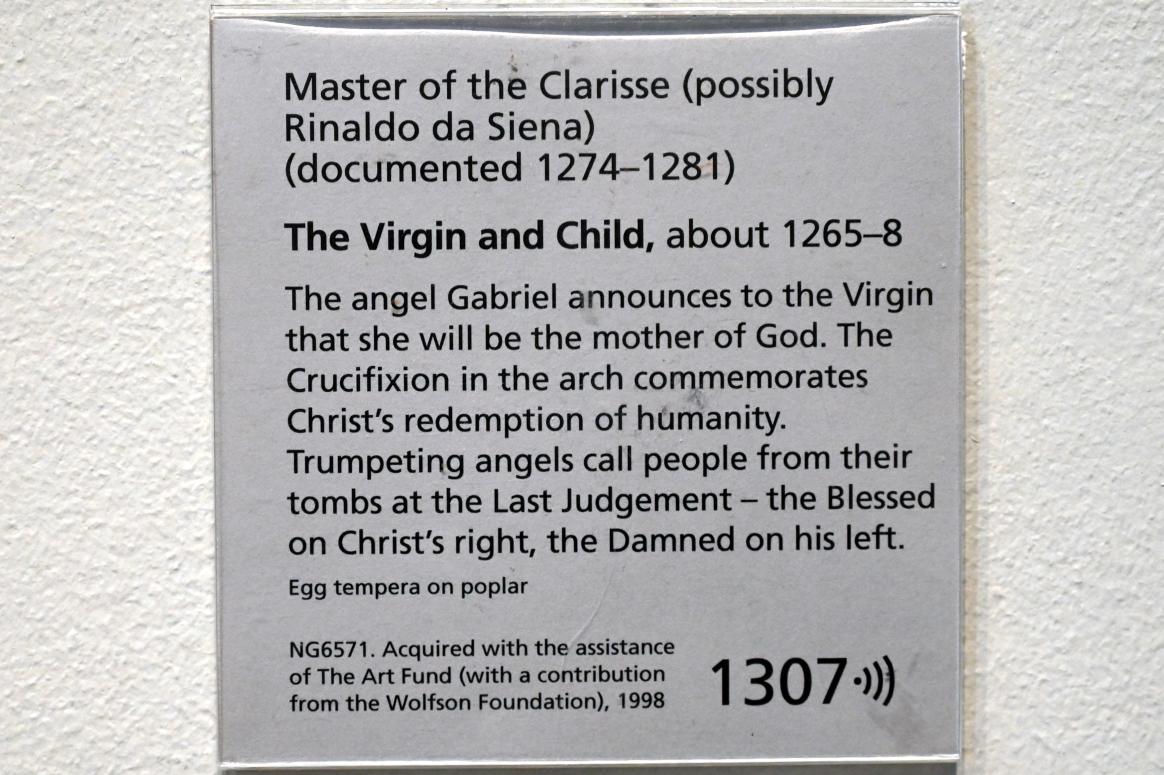 Master of the Clarisse (possibly
Rinaldo da Siena)
(documented 1274–1281)
The Virgin and Child, about 1265–8
The angel Gabriel announces to the Virgin
that she will be the mother of God. The
Crucifixion in the arch commemorates
Christ's redemption of humanity.
Trumpeting angels call people from their
tombs at the Last Judgement – the Blessed
on Christ's right, the Damned on his left.
Egg tempera on poplar
NG6571. Acquired with the assistance
of The Art Fund (with a contribution
from the Wolfson Foundation), 1998
1307